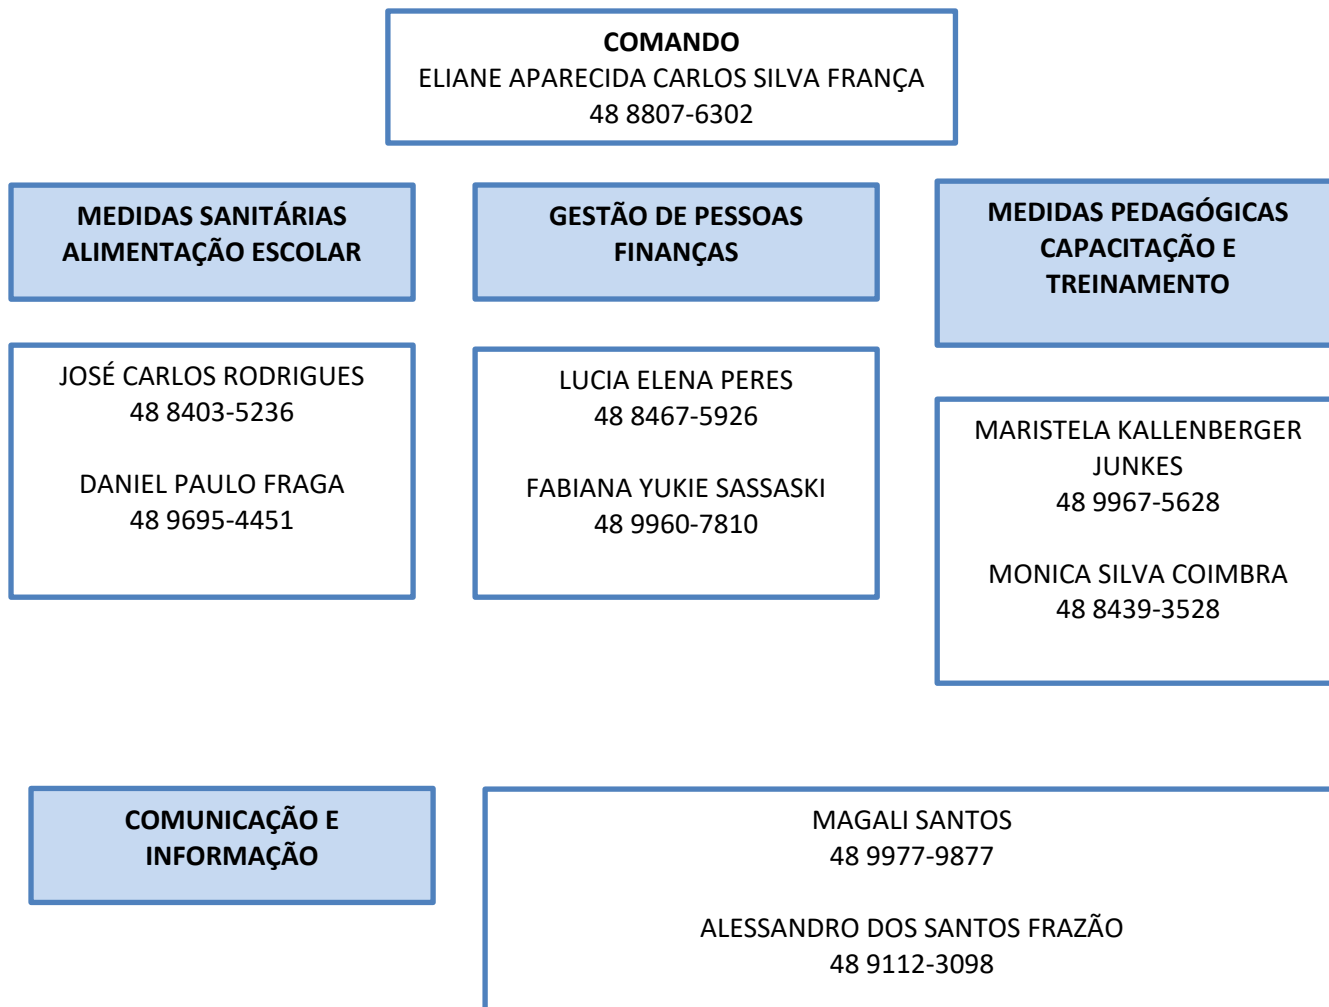 COMANDO
ELIANE APARECIDA CARLOS SILVA FRANÇA
48 8807-6302
MEDIDAS SANITÁRIAS
ALIMENTAÇÃO ESCOLAR
JOSÉ CARLOS RODRIGUES
48 8403-5236
DANIEL PAULO FRAGA
48 9695-4451
GESTÃO DE PESSOAS
FINANÇAS
LUCIA ELENA PERES
48 8467-5926
FABIANA YUKIE SASSASKI
48 9960-7810
MEDIDAS PEDAGÓGICAS
CAPACITAÇÃO E
TREINAMENTO
MARISTELA KALLENBERGER
JUNKES
48 9967-5628
MONICA SILVA COIMBRA
48 8439-3528
COMUNICAÇÃO E
INFORMAÇÃO
MAGALI SANTOS
48 9977-9877
ALESSANDRO DOS SANTOS FRAZÃO
48 9112-3098